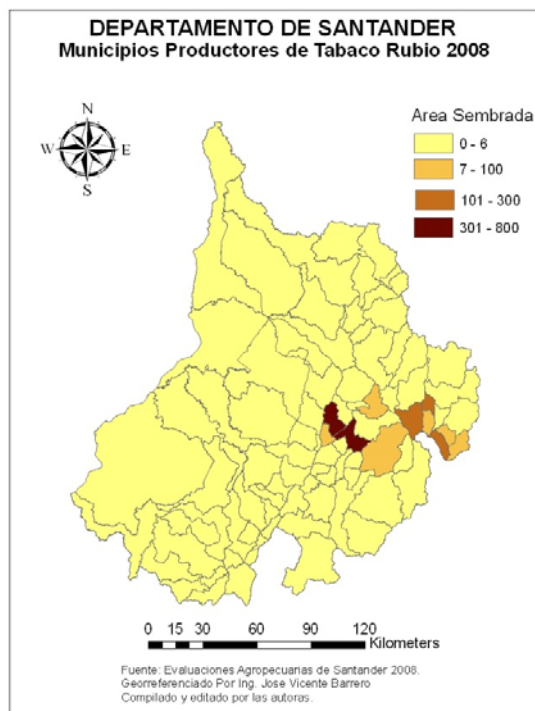 DEPARTAMENTO DE SANTANDER
Municipios Productores de Tabaco Rubio 2008
N
W E
S
Area Sembrada
0 - 6
7 - 100
101 - 300
301 - 800
0 15 30 60 90 120
Kilometers
Fuente: Evaluaciones Agropecuarias de Santander 2008.
Georreferenciado Por Ing. Jose Vicente Barrero
Compilado y editado por las autoras.